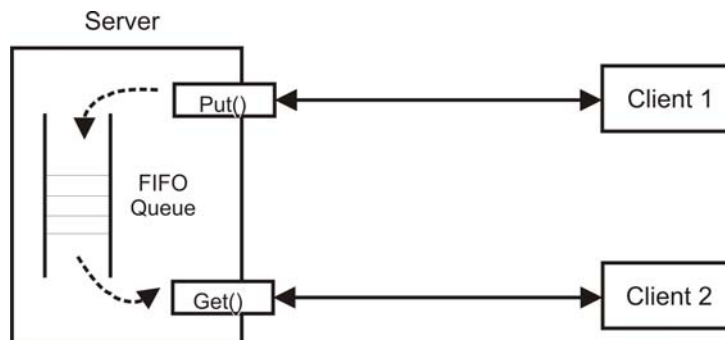 Server
Put()
Client 1
FIFO
Queue
Get()
Client 2